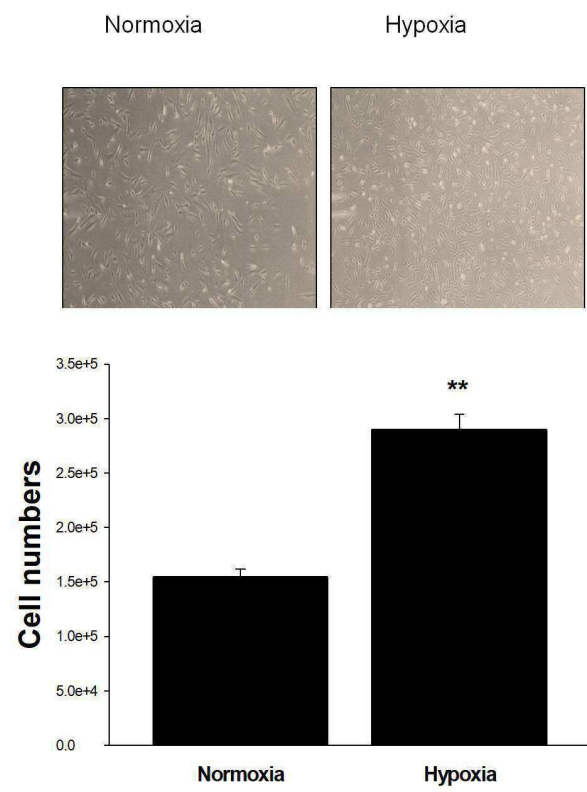 Normoxia Hypoxia
3.5e+5
**
3.0e+5
2.5e+5
2.0e+5
1.5e+5
1.0e+5
5.0e+4
0.0
Cell numbers
Normoxia Hypoxia